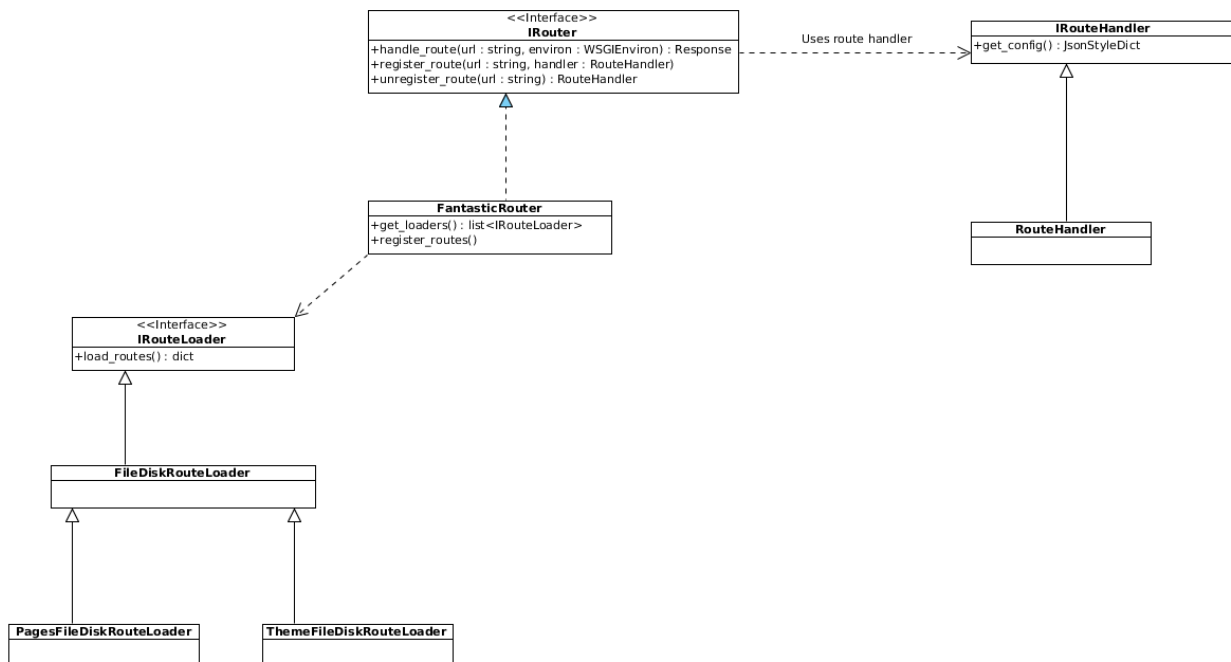 <<Interface>>
IRouter
+handle_route(url : string, environ : WSGIEnviron) : Response
+register_route(url : string, handler : RouteHandler)
+unregister_route(url : string) : RouteHandler
Uses route handler
IRouteHandler
+get_config() : JsonStyleDict
FantasticRouter
+get_loaders() : list<IRouteLoader>
+register_routes()
RouteHandler
<<Interface>>
IRouteLoader
+load_routes() : dict
FileDiskRouteLoader
PagesFileDiskRouteLoader
ThemeFileDiskRouteLoader